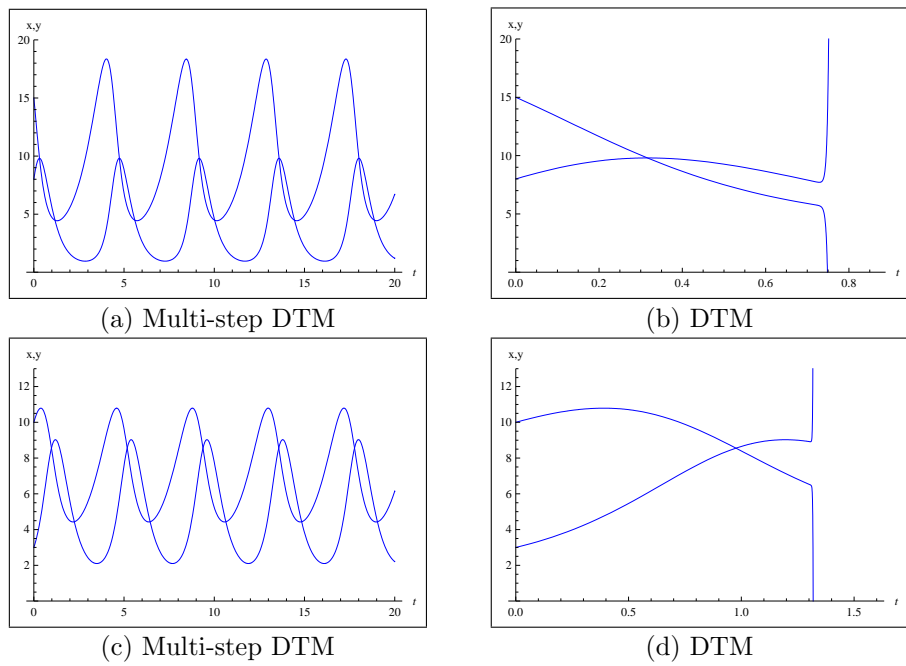 x,y
20
15
10
5
0 5 10 15 20 t
(a) Multi-step DTM
x,y
20
15
10
5
0.0 0.2 0.4 0.6 0.8 t
(b) DTM
x,y
12
10
8
6
4
2
0 5 10 15 20 t
(c) Multi-step DTM
x,y
12
10
8
6
4
2
0.0 0.5 1.0 1.5 t
(d) DTM